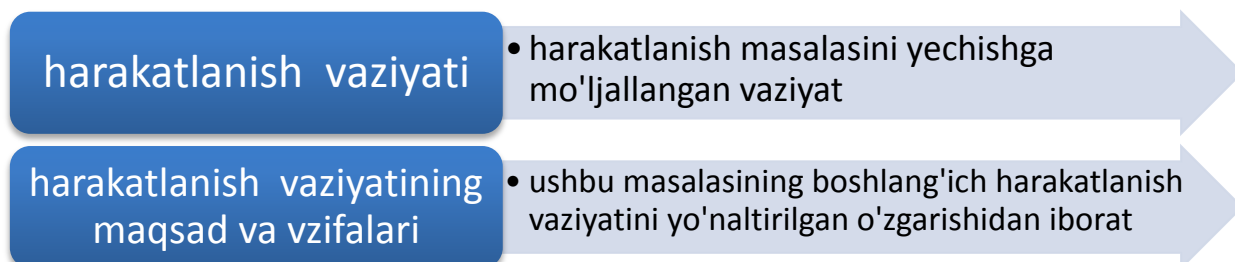 harakatlanish vaziyati
• harakatlanish masalasini yechishga
mo'ljallangan vaziyat
harakatlanish vaziyatining
maqsad va vzifalari
• ushbu masalasining boshlang'ich harakatlanish
vaziyatini yo'naltirilgan o'zgarishidan iborat